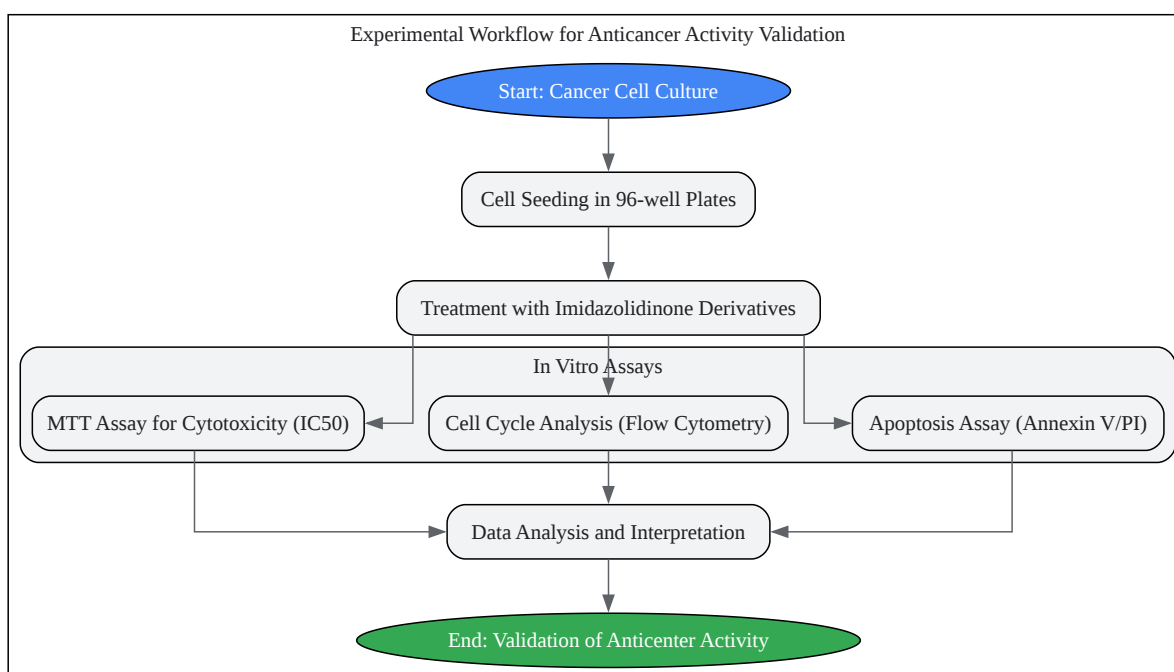 Experimental Workflow for Anticancer Activity Validation
Start: Cancer Cell Culture
Cell Seeding in 96-well Plates
Treatment with Imidazolidinone Derivatives
In Vitro Assays
MTT Assay for Cytotoxicity (IC50)
Cell Cycle Analysis (Flow Cytometry)
Apoptosis Assay (Annexin V/PI)
Data Analysis and Interpretation
End: Validation of Anticenter Activity